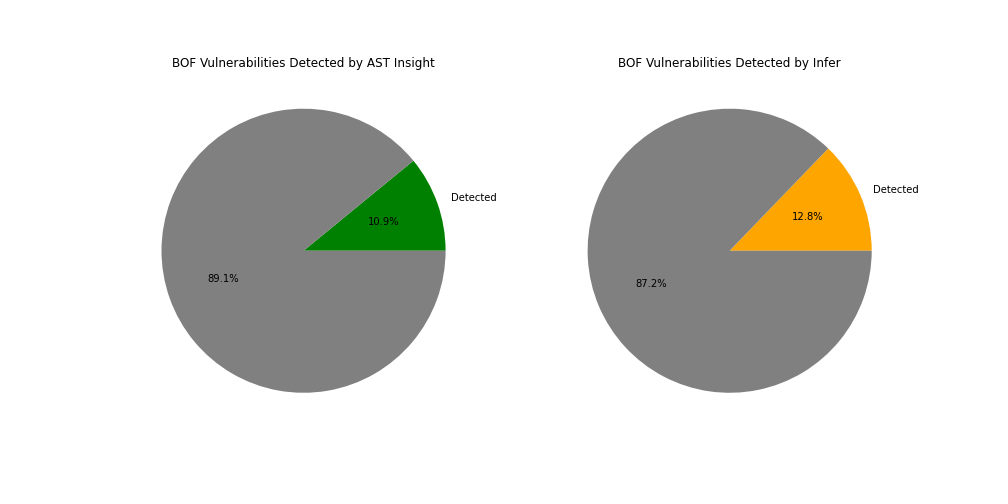 BOF Vulnerabilities Detected by AST Insight
Detected
10.9%
89.1%
BOF Vulnerabilities Detected by Infer
Detected
12.8%
87.2%